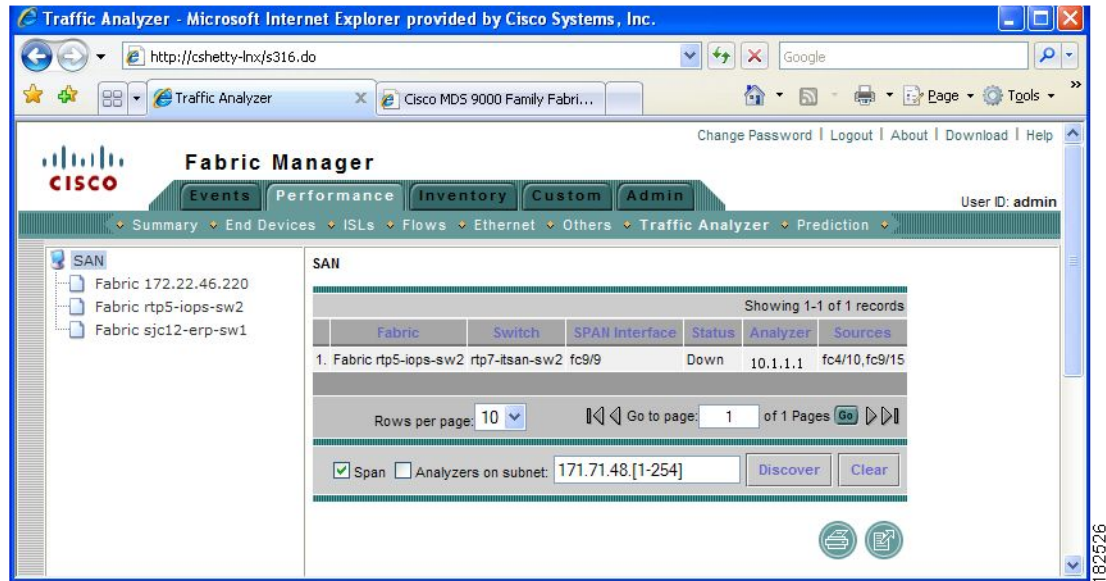 Traffic Analyzer - Microsoft Internet Explorer provided by Cisco Systems, Inc.
http://cshetty-lnx/s316.do
Google
Traffic Analyzer
Cisco MDS 9000 Family Fabri...
Page
Tools
Change Password | Logout | About | Download | Help
CISCO
Fabric Manager
Events Performance Inventory Custom Admin
User ID: admin
Summary End Devices ISLs Flows Ethernet Others Traffic Analyzer Prediction
SAN
Fabric 172.22.46.220
Fabric rtp5-iops-sw2
Fabric sjc12-erp-sw1
SAN
Showing 1-1 of 1 records
Fabric Switch SPAN Interface Status Analyzer Sources
1. Fabric rtp5-iops-sw2 rtp7-itsan-sw2 fc9/9 Down 10.1.1.1 fc4/10,fc9/15
Rows per page: 10 Go to page: 1 of 1 Pages Go
Span Analyzers on subnet: 171.71.48.[1-254] Discover Clear
182526